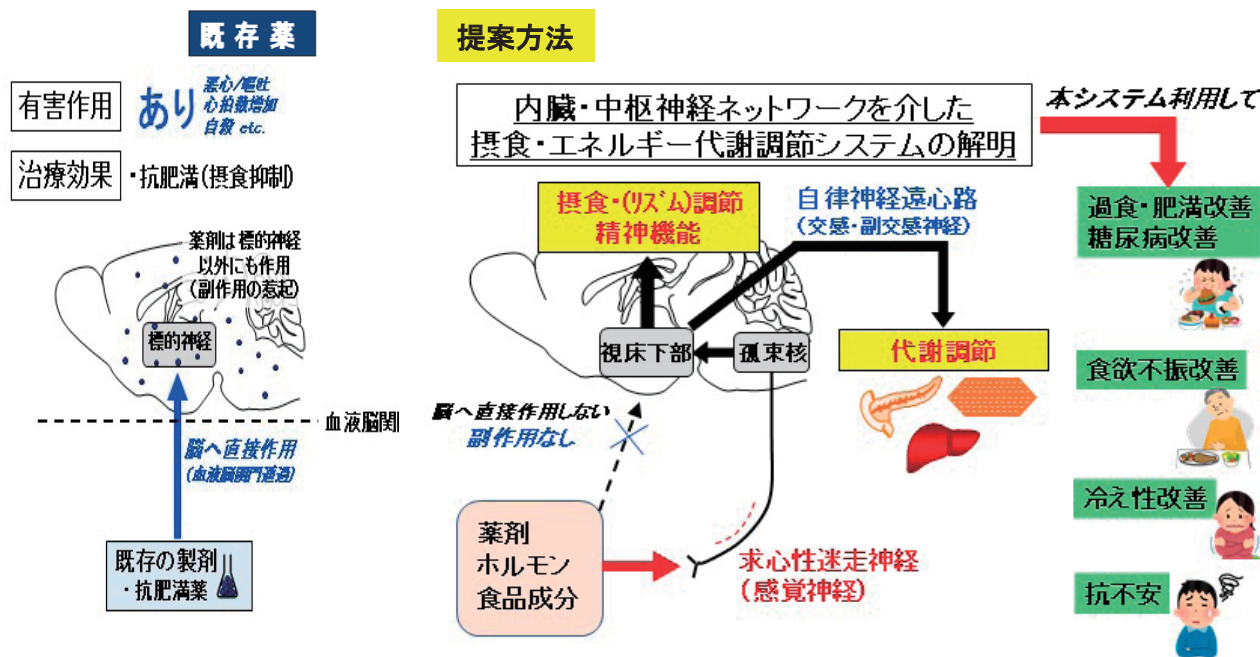 既存薬
有害作用
あり
悪心/嘔吐
心拍数増加
自殺 etc.
治療効果
・抗肥満(摂食抑制)
薬剤は標的神経
以外にも作用
(副作用の惹起)
標的神経
血液脳関
脳へ直接作用
(血液脳関門通過)
既存の製剤
・抗肥満薬
提案方法
内臓・中枢神経ネットワークを介した
摂食・エネルギー代謝調節システムの解明
本システム利用して
摂食・(リズム)調節
精神機能
自律神経遠心路
(交感・副交感神経)
視床下部
孤束核
代謝調節
脳へ直接作用しない
副作用なし
薬剤
ホルモン
食品成分
求心性迷走神経
(感覚神経)
過食・肥満改善
糖尿病改善
食欲不振改善
冷え性改善
抗不安